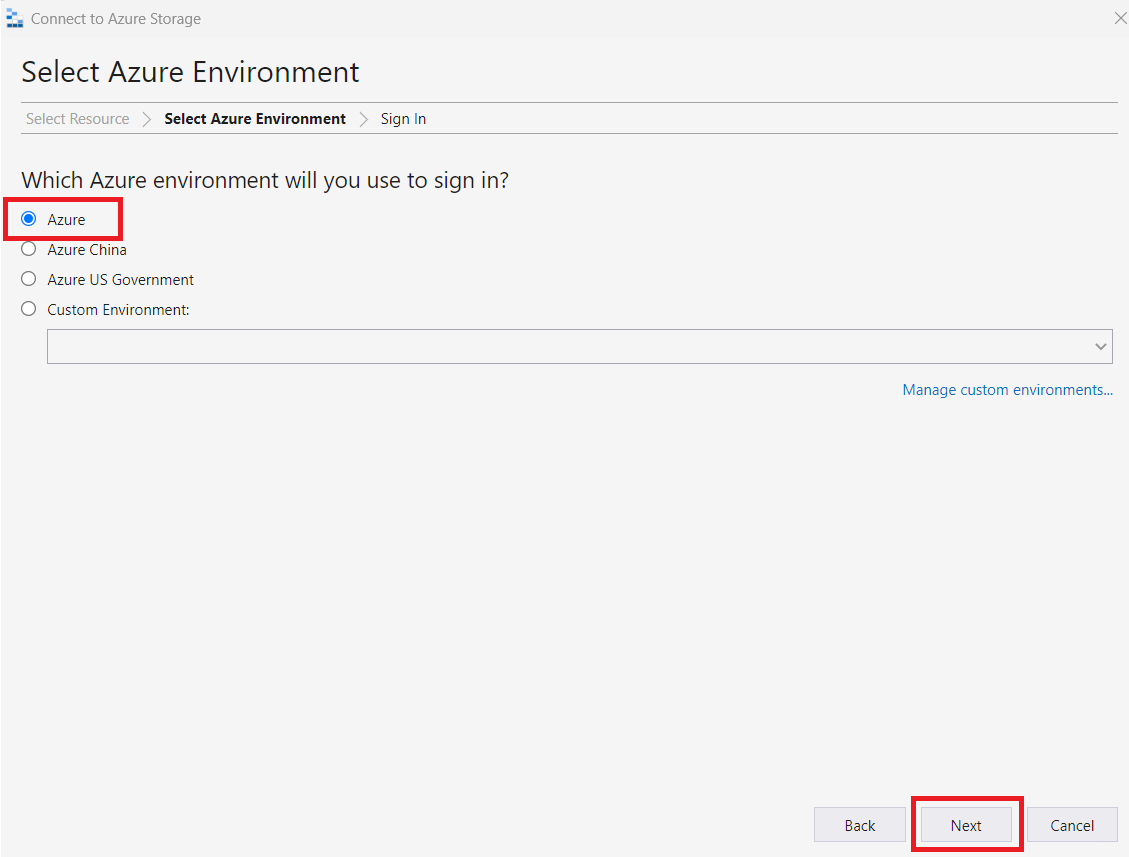 Connect to Azure Storage
Select Azure Environment
Select Resource Select Azure Environment Sign In
Which Azure environment will you use to sign in?
Azure
Azure China
Azure US Government
Custom Environment:
Manage custom environments...
Back Next Cancel